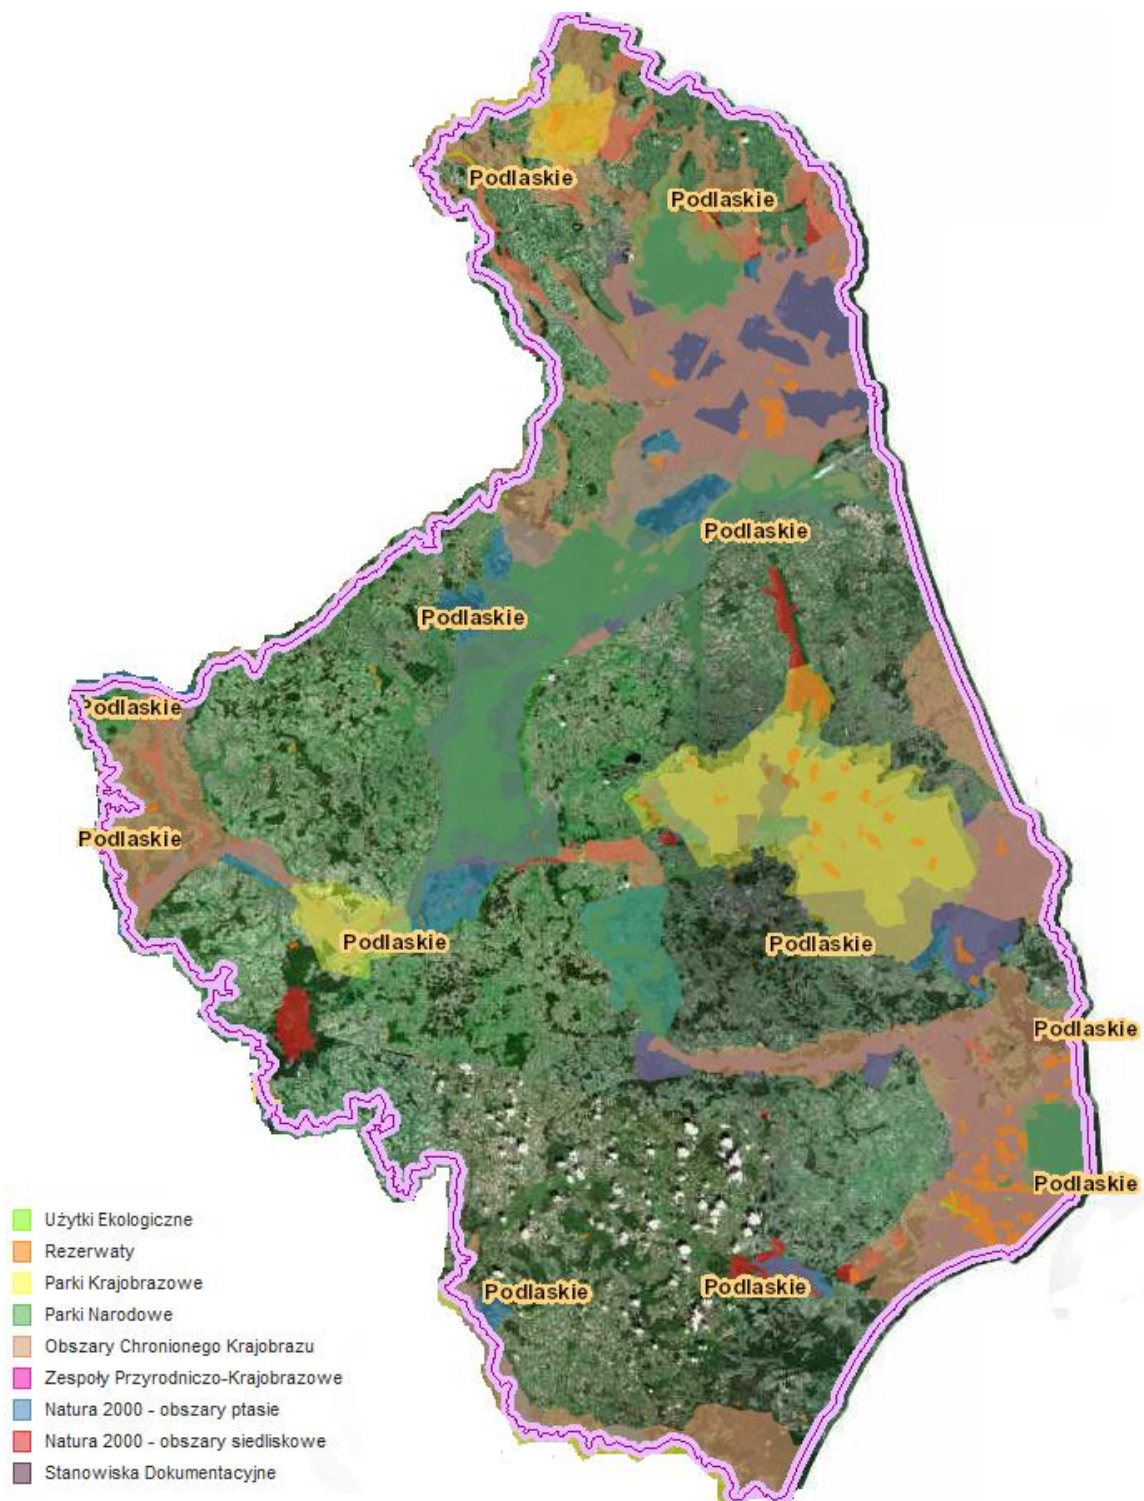 Podlaskie
Podlaskie
Podlaskie
Podlaskie
Podlaskie
Podlaskie
Podlaskie
Podlaskie
Podlaskie
Podlaskie
Użytki Ekologiczne
Rezerwaty
Parki Krajobrazowe
Parki Narodowe
Obszary Chronionego Krajobrazu
Zespoły Przyrodniczo-Krajobrazowe
Natura 2000 - obszary ptasie
Natura 2000 - obszary siedliskowe
Stanowiska Dokumentacyjne
Podlaskie
Podlaskie